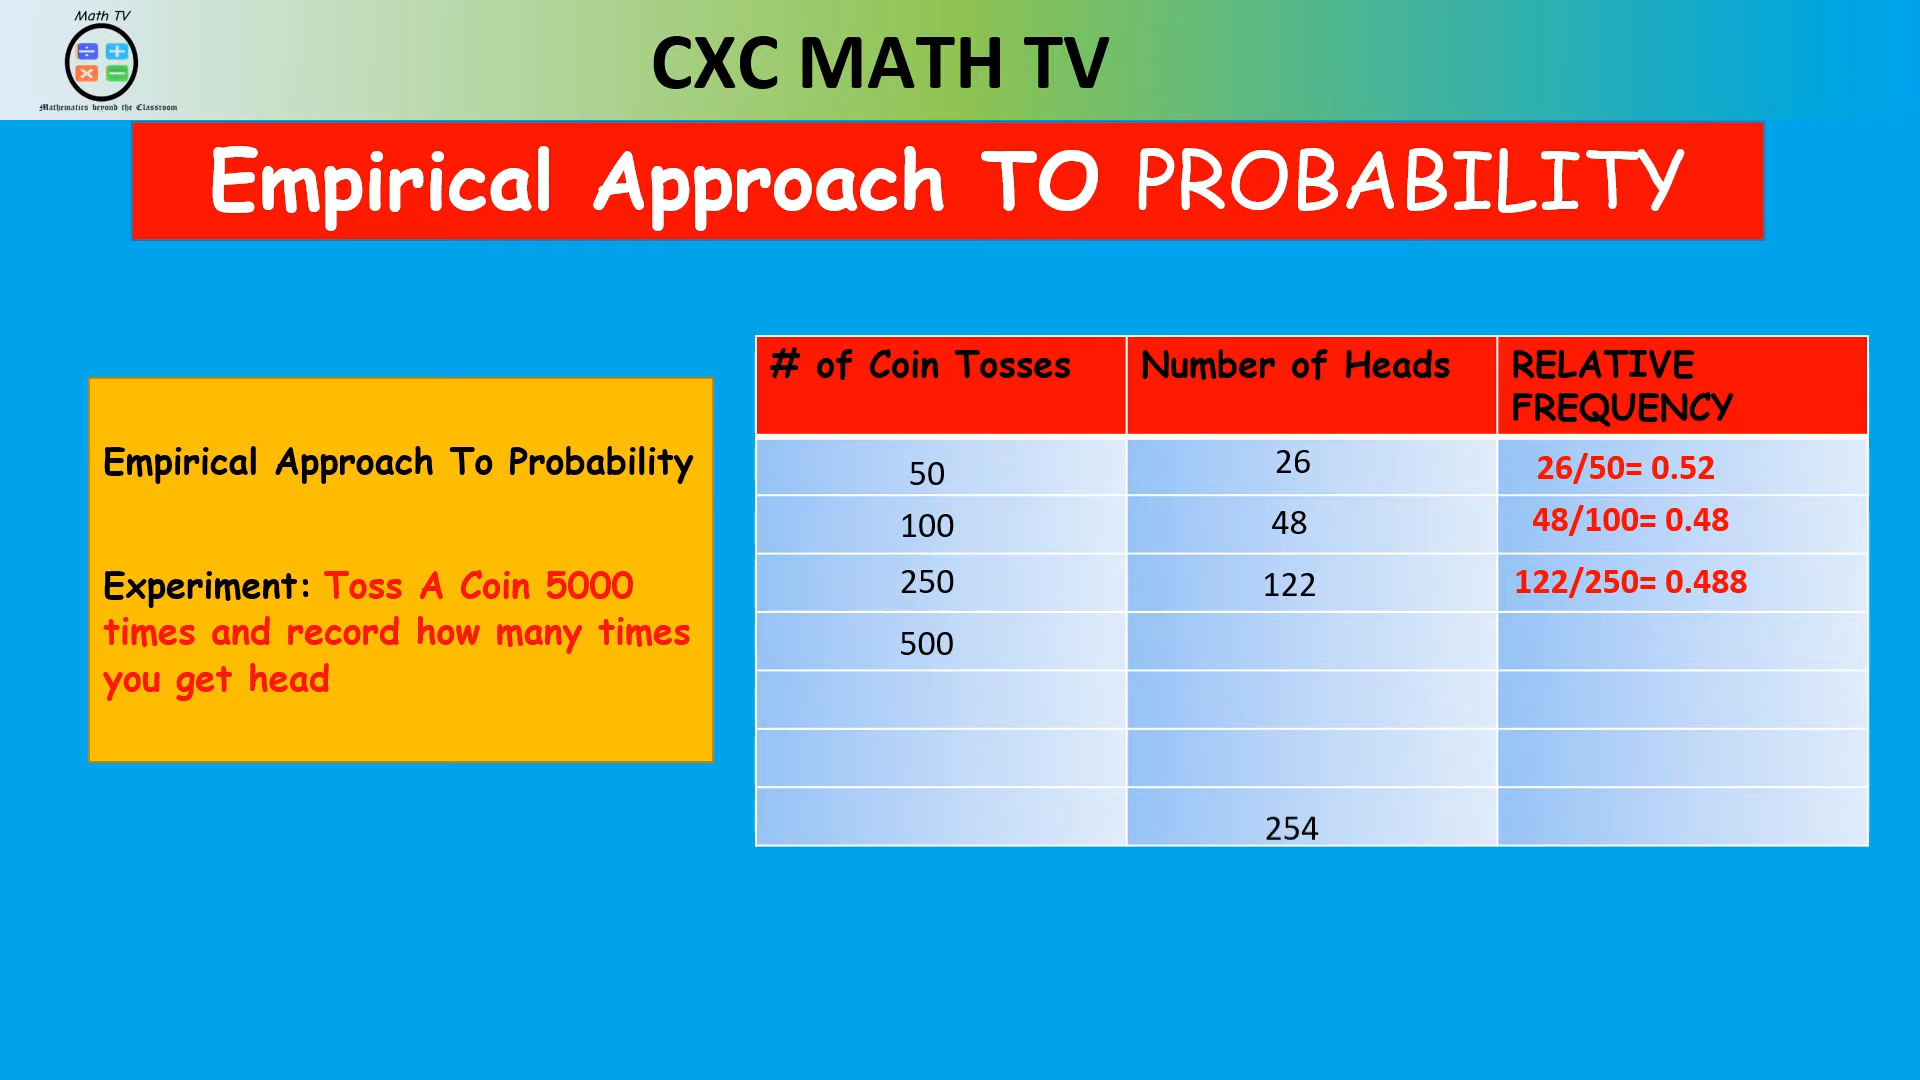 Math TV
Mathematics beyond the Classroom
CXC MATH TV
Empirical Approach TO PROBABILITY
Empirical Approach To Probability
Experiment: Toss A Coin 5000
times and record how many times
you get head
# of Coin Tosses Number of Heads RELATIVE
FREQUENCY
50 26 26/50= 0.52
100 48 48/100= 0.48
250 122 122/250= 0.488
500
254